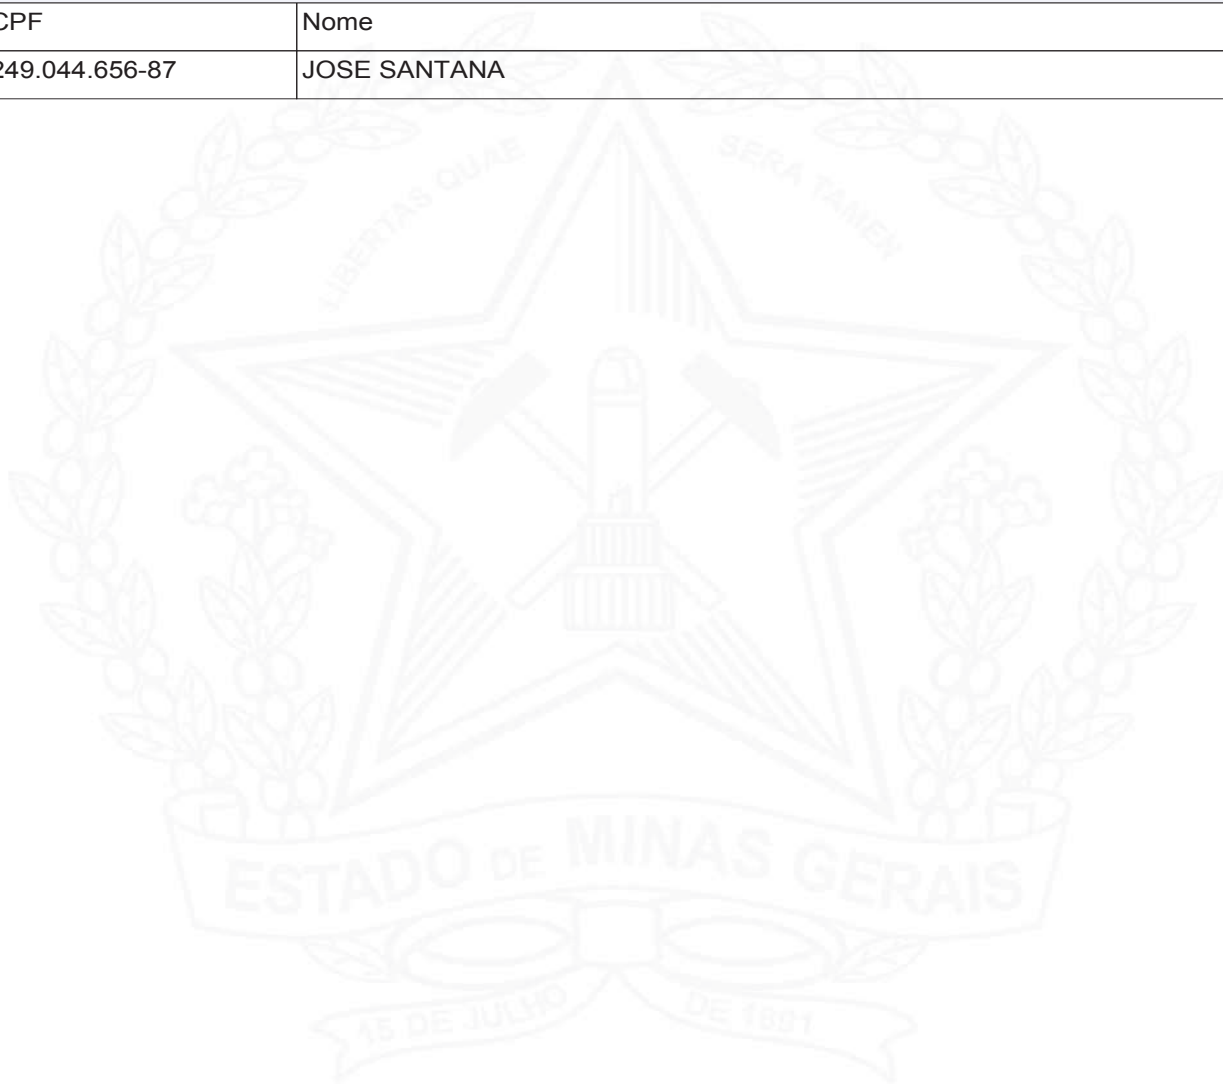 CPF Nome
249.044.656-87 JOSE SANTANA
LIBERTAS QUAE SERA TAMEN
ESTADO DE MINAS GERAIS
15 DE JULHO DE 1891